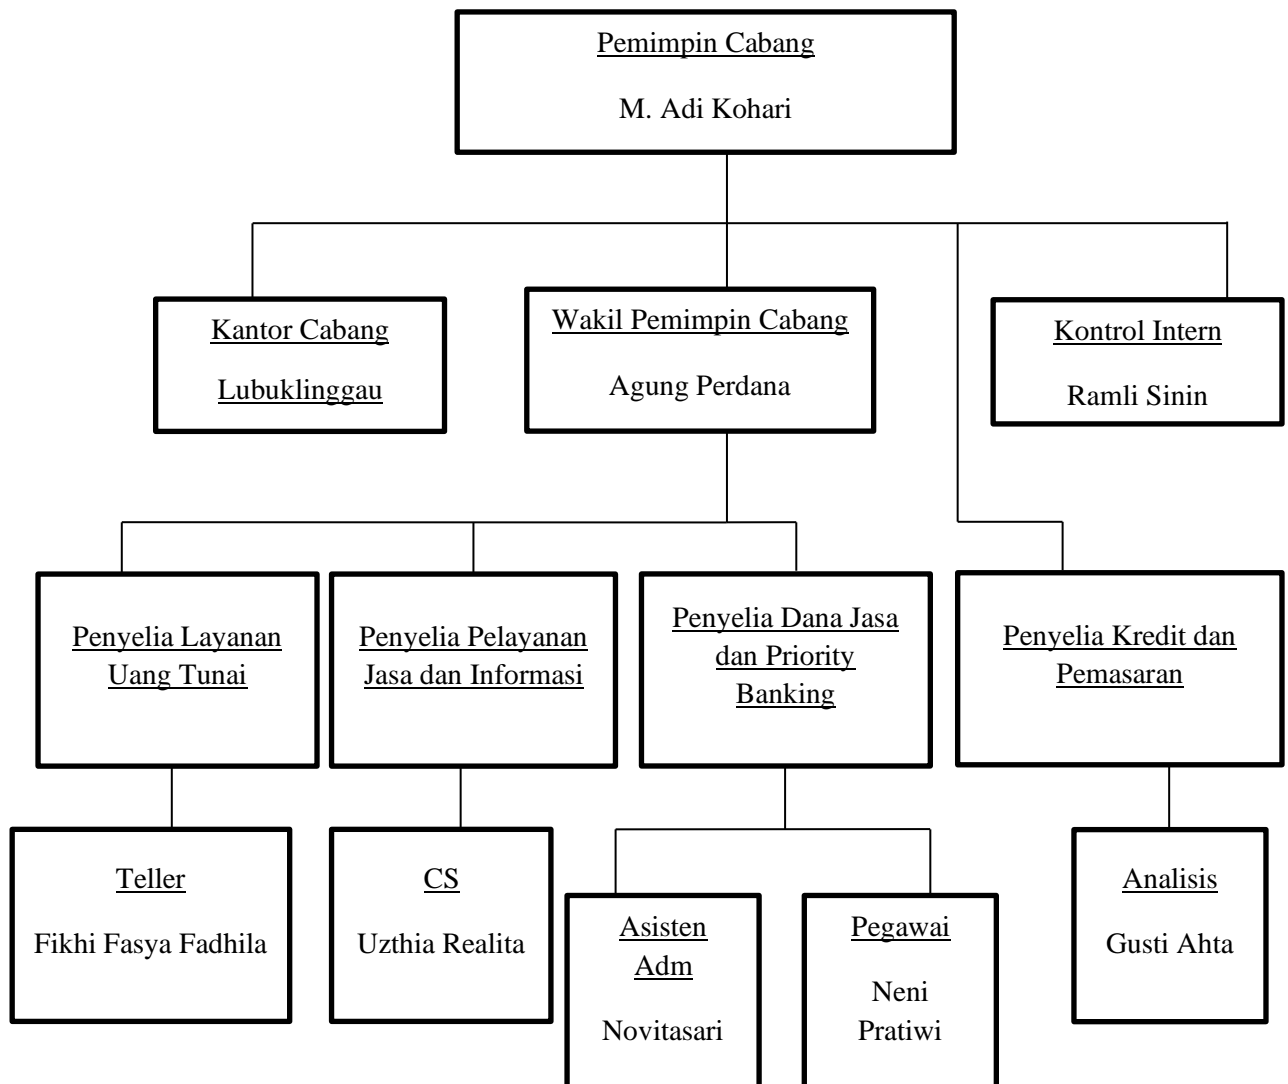 Pemimpin Cabang
M. Adi Kohari
Kantor Cabang
Lubuklinggau
Wakil Pemimpin Cabang
Agung Perdana
Kontrol Intern
Ramli Sinin
Penyelia Layanan
Uang Tunai
Penyelia Pelayanan
Jasa dan Informasi
Penyelia Dana Jasa
dan Priority
Banking
Penyelia Kredit dan
Pemasaran
Teller
Fikhi Fasya Fadhila
CS
Uzthia Realita
Asisten
Adm
Novitasari
Pegawai
Neni
Pratiwi
Analisis
Gusti Ahta